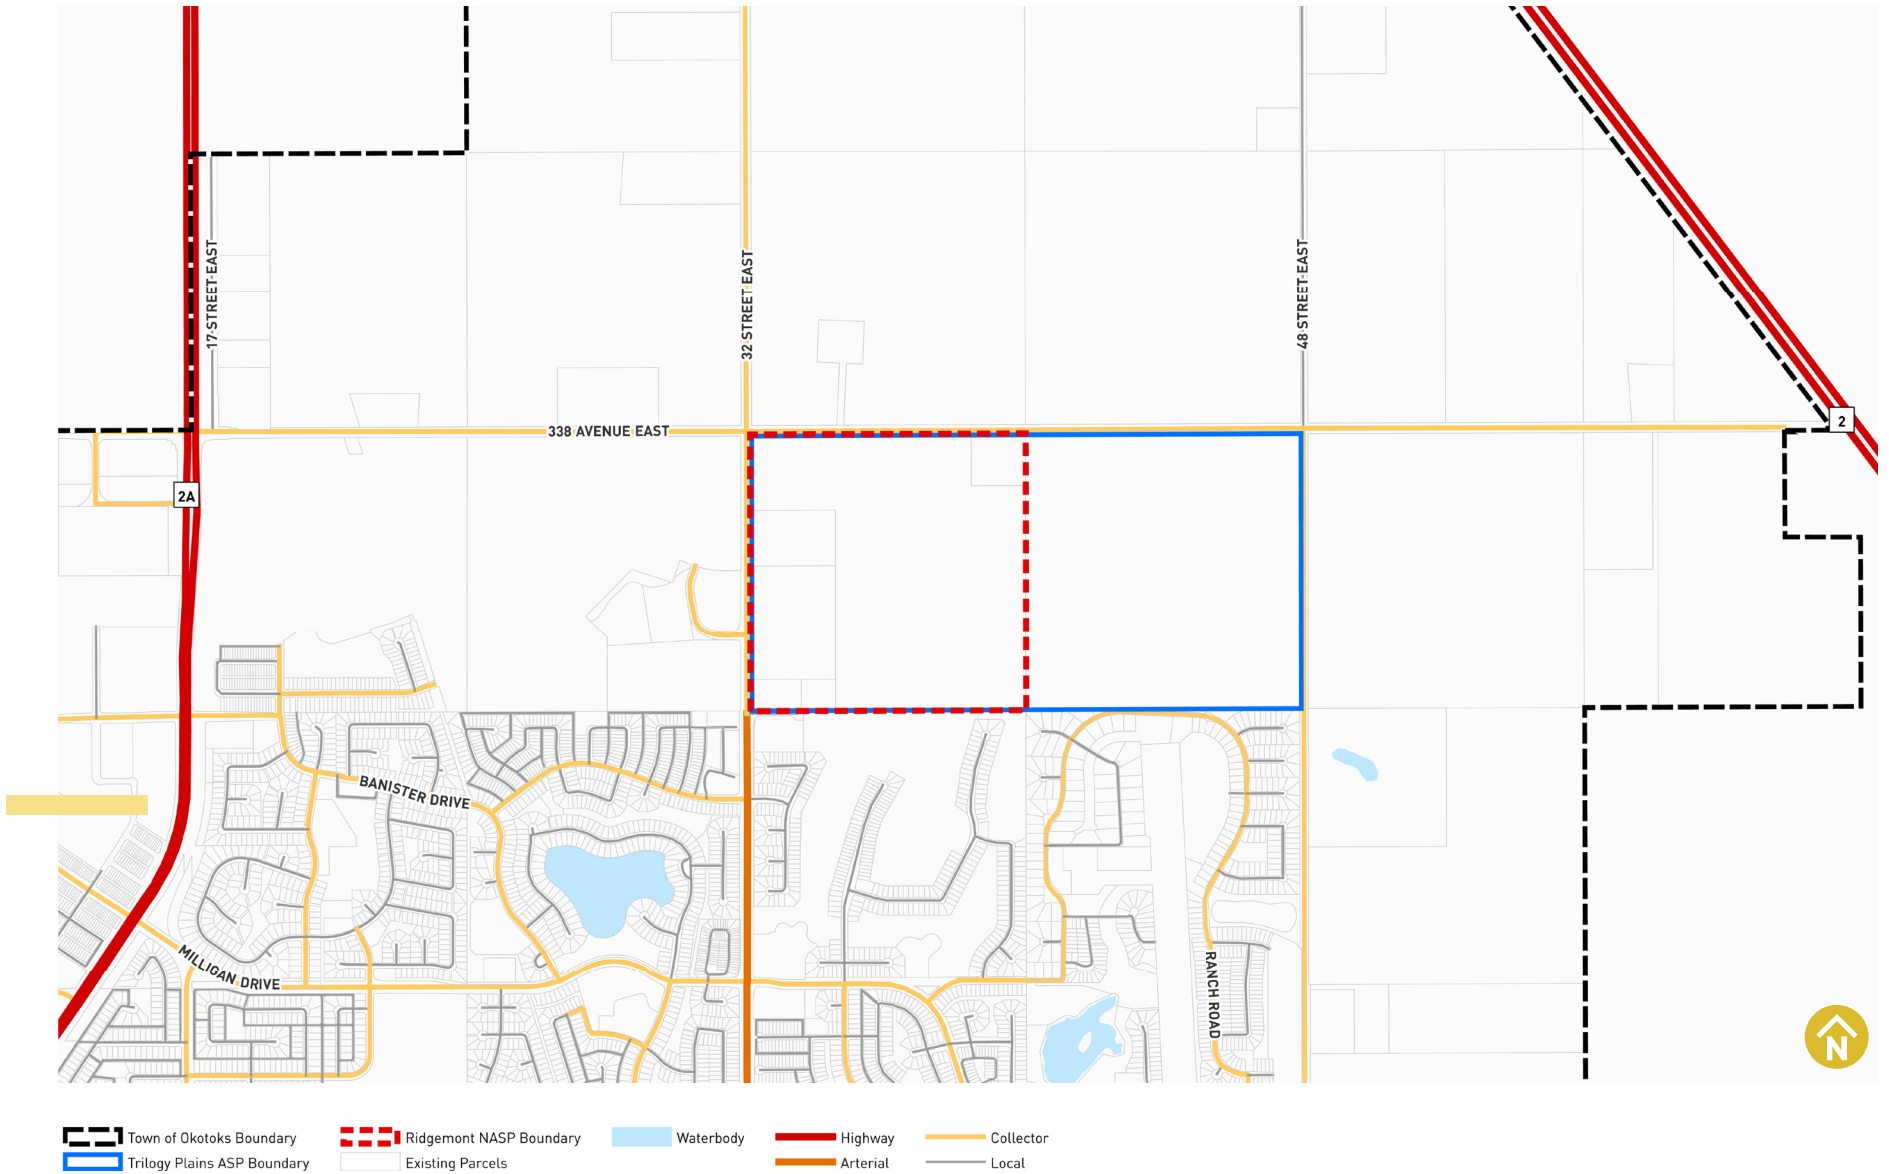 17 STREET EAST
32 STREET EAST
48 STREET EAST
338 AVENUE EAST
2
2A
BANISTER DRIVE
MILLIGAN DRIVE
RANCH ROAD
N
Town of Okotoks Boundary
Ridgemont NASP Boundary
Waterbody
Highway
Collector
Trilogy Plains ASP Boundary
Existing Parcels
Arterial
Local